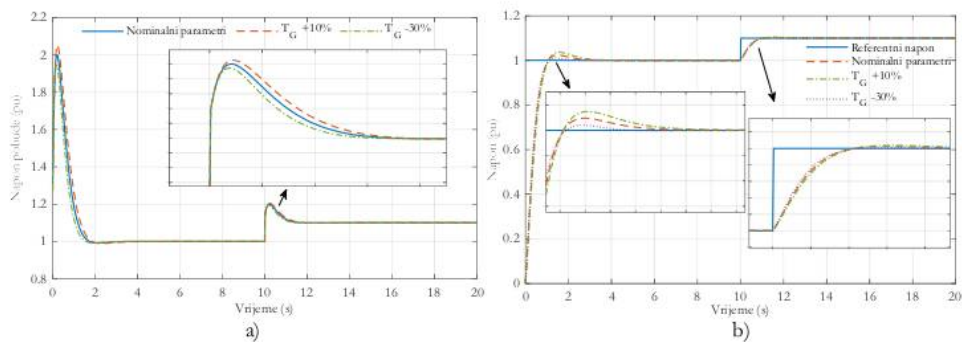 a)
Nominalni parametri
T_G +10%
T_G -30%
Napon pobude (pu)
2.2
2
1.8
1.6
1.4
1.2
1
0.8
0 2 4 6 8 10 12 14 16 18 20
Vrijeme (s)
a)
b)
Referentni napon
Nominalni parametri
T_G +10%
T_G -30%
Napon (pu)
1.2
1
0.8
0.6
0.4
0.2
0
0 2 4 6 8 10 12 14 16 18 20
Vrijeme (s)
b)